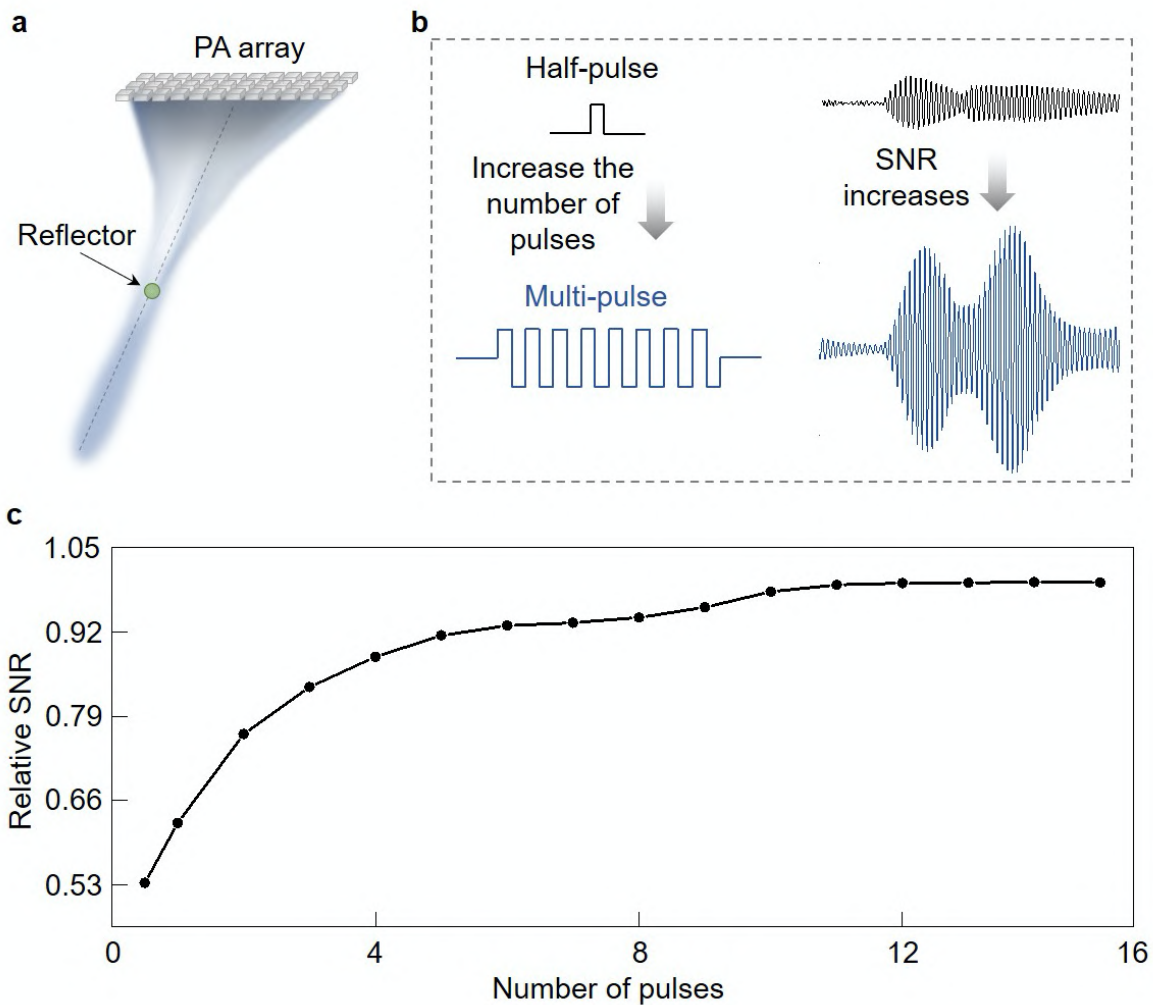 a
PA array
Reflector
b
Half-pulse
Increase the
number of
pulses
Multi-pulse
SNR
increases
c
1.05
0.92
0.79
0.66
0.53
Relative SNR
0
4
8
12
16
Number of pulses